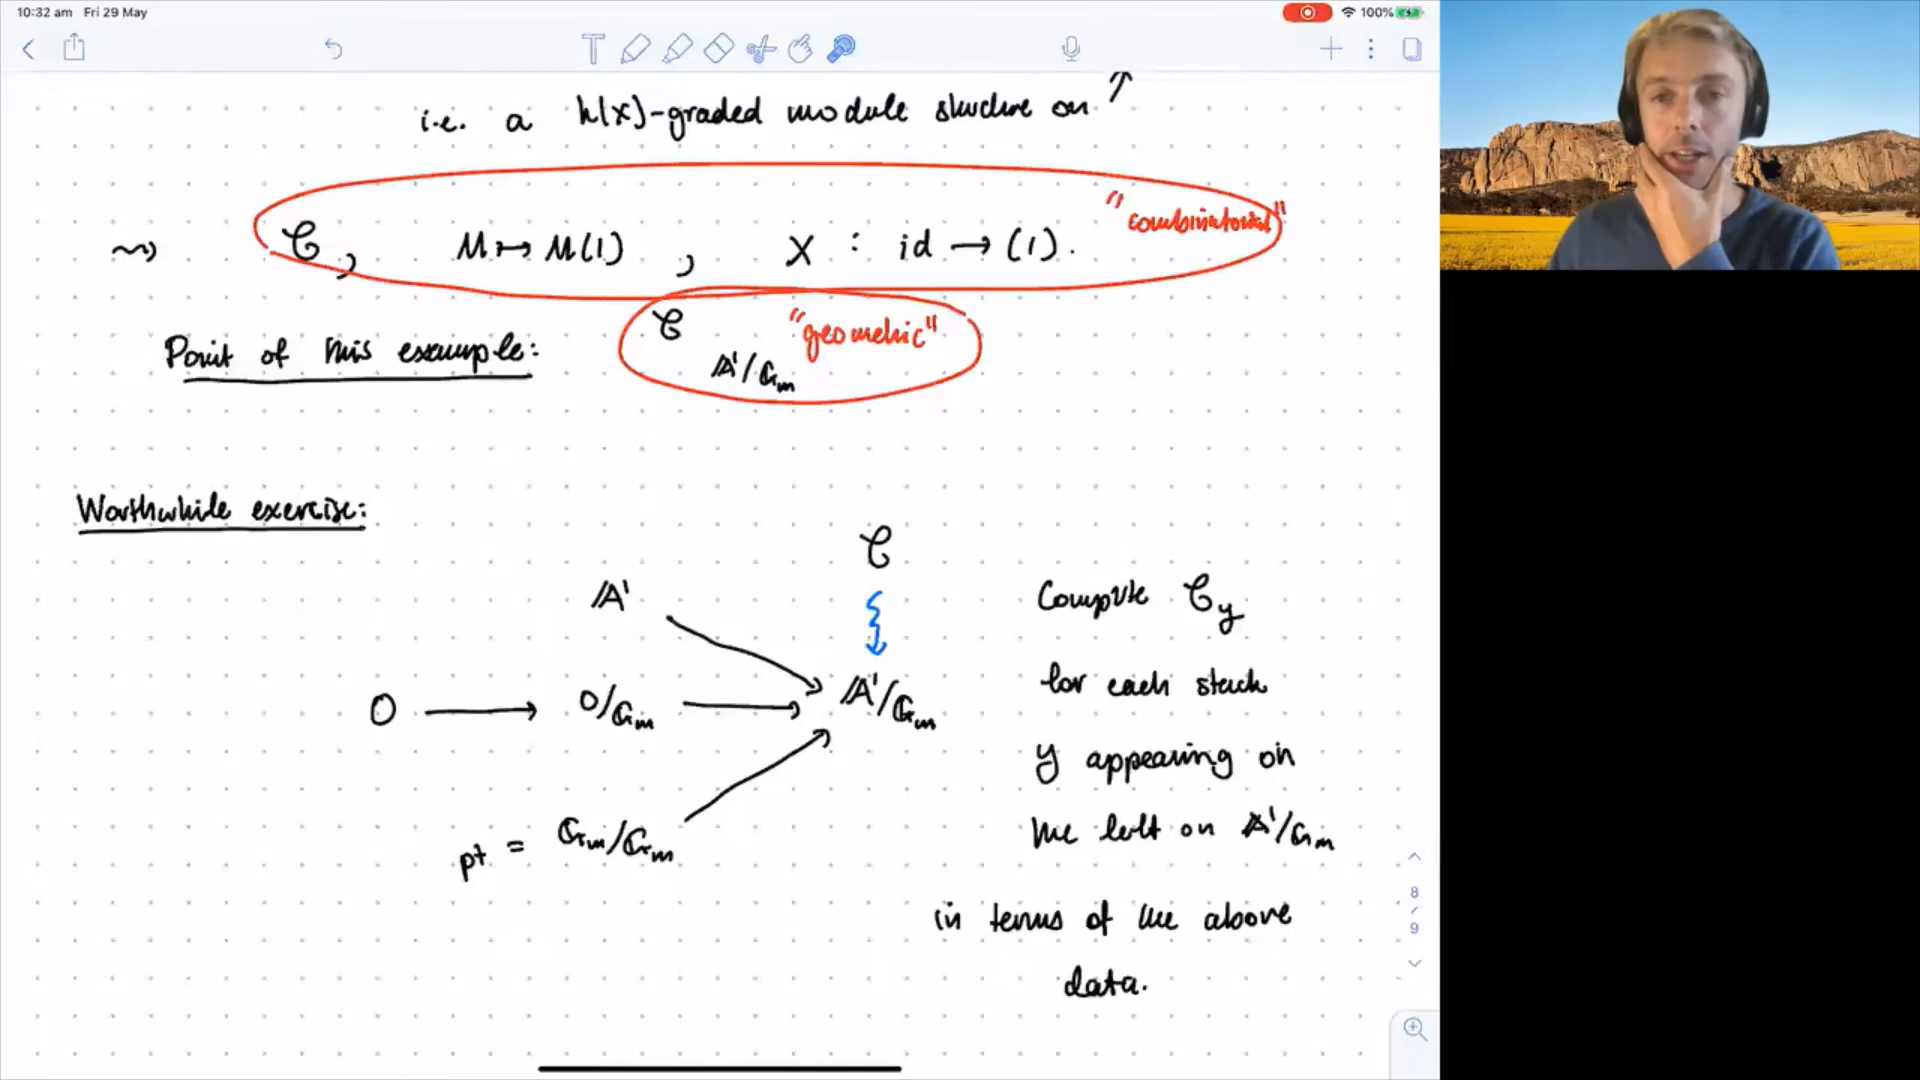 10:32 am Fri 29 May
100%
i.e. a k[X]-graded module structure on ↑
⇝ 𝒞, M ↦ M(1), X : id → (1). "combinatorial"
Point of this example: 𝒞 "geometric"
𝔸¹/𝔾m
Worthwhile exercise:
𝒞
𝔸¹
Compute 𝒞y
for each stack
0 → 0/𝔾m → 𝔸¹/𝔾m
y appearing on
the left on 𝔸¹/𝔾m
pt = 𝔾m/𝔾m
in terms of the above
data.
8
/
9